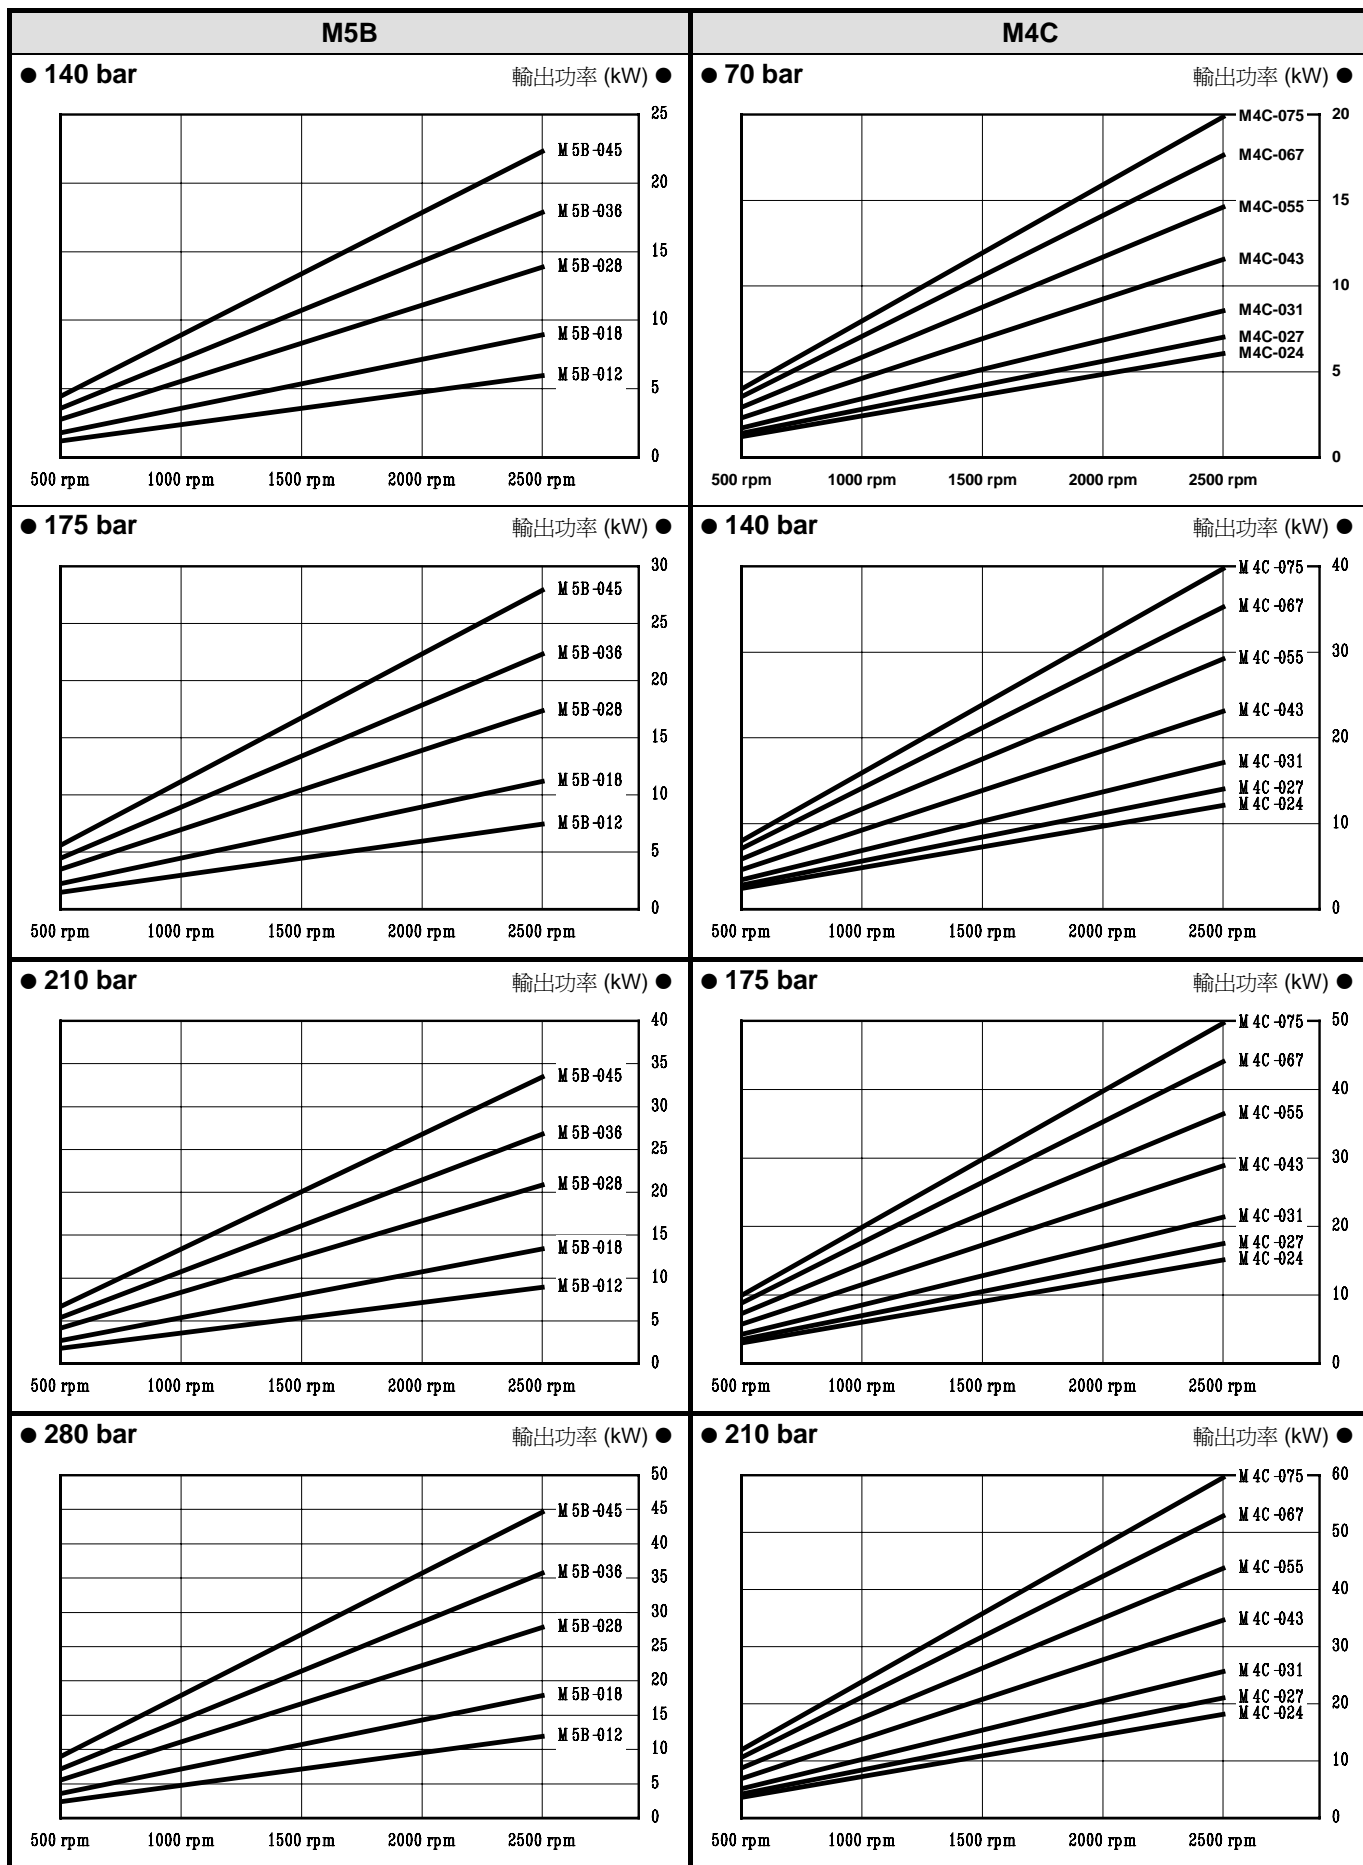 M5B
M4C
● 140 bar
輸出功率 (kW) ●
25
20
15
10
5
0
M5B-045
M5B-036
M5B-028
M5B-018
M5B-012
500 rpm 1000 rpm 1500 rpm 2000 rpm 2500 rpm
● 70 bar
輸出功率 (kW) ●
20
15
10
5
0
M4C-075
M4C-067
M4C-055
M4C-043
M4C-031
M4C-027
M4C-024
500 rpm 1000 rpm 1500 rpm 2000 rpm 2500 rpm
● 175 bar
輸出功率 (kW) ●
30
25
20
15
10
5
0
M5B-045
M5B-036
M5B-028
M5B-018
M5B-012
500 rpm 1000 rpm 1500 rpm 2000 rpm 2500 rpm
● 140 bar
輸出功率 (kW) ●
40
30
20
10
0
M4C-075
M4C-067
M4C-055
M4C-043
M4C-031
M4C-027
M4C-024
500 rpm 1000 rpm 1500 rpm 2000 rpm 2500 rpm
● 210 bar
輸出功率 (kW) ●
40
35
30
25
20
15
10
5
0
M5B-045
M5B-036
M5B-028
M5B-018
M5B-012
500 rpm 1000 rpm 1500 rpm 2000 rpm 2500 rpm
● 175 bar
輸出功率 (kW) ●
50
40
30
20
10
0
M4C-075
M4C-067
M4C-055
M4C-043
M4C-031
M4C-027
M4C-024
500 rpm 1000 rpm 1500 rpm 2000 rpm 2500 rpm
● 280 bar
輸出功率 (kW) ●
50
45
40
35
30
25
20
15
10
5
0
M5B-045
M5B-036
M5B-028
M5B-018
M5B-012
500 rpm 1000 rpm 1500 rpm 2000 rpm 2500 rpm
● 210 bar
輸出功率 (kW) ●
60
50
40
30
20
10
0
M4C-075
M4C-067
M4C-055
M4C-043
M4C-031
M4C-027
M4C-024
500 rpm 1000 rpm 1500 rpm 2000 rpm 2500 rpm